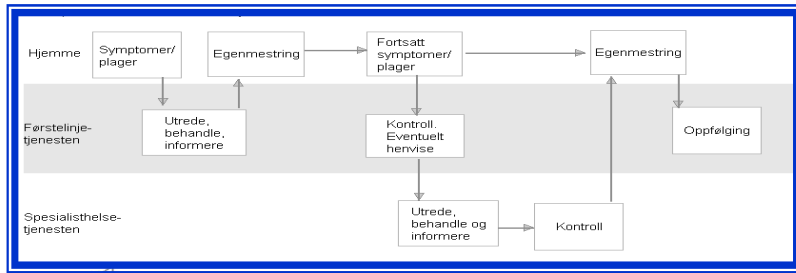 Hjemme
Symptomer/
plager
Egenmestring
Fortsatt
symptomer/
plager
Egenmestring
Førstelinje-
tjenesten
Utrede,
behandle,
informere
Kontroll.
Eventuelt
henvise
Oppfølging
Spesialisthelse-
tjenesten
Utrede,
behandle og
informere
Kontroll